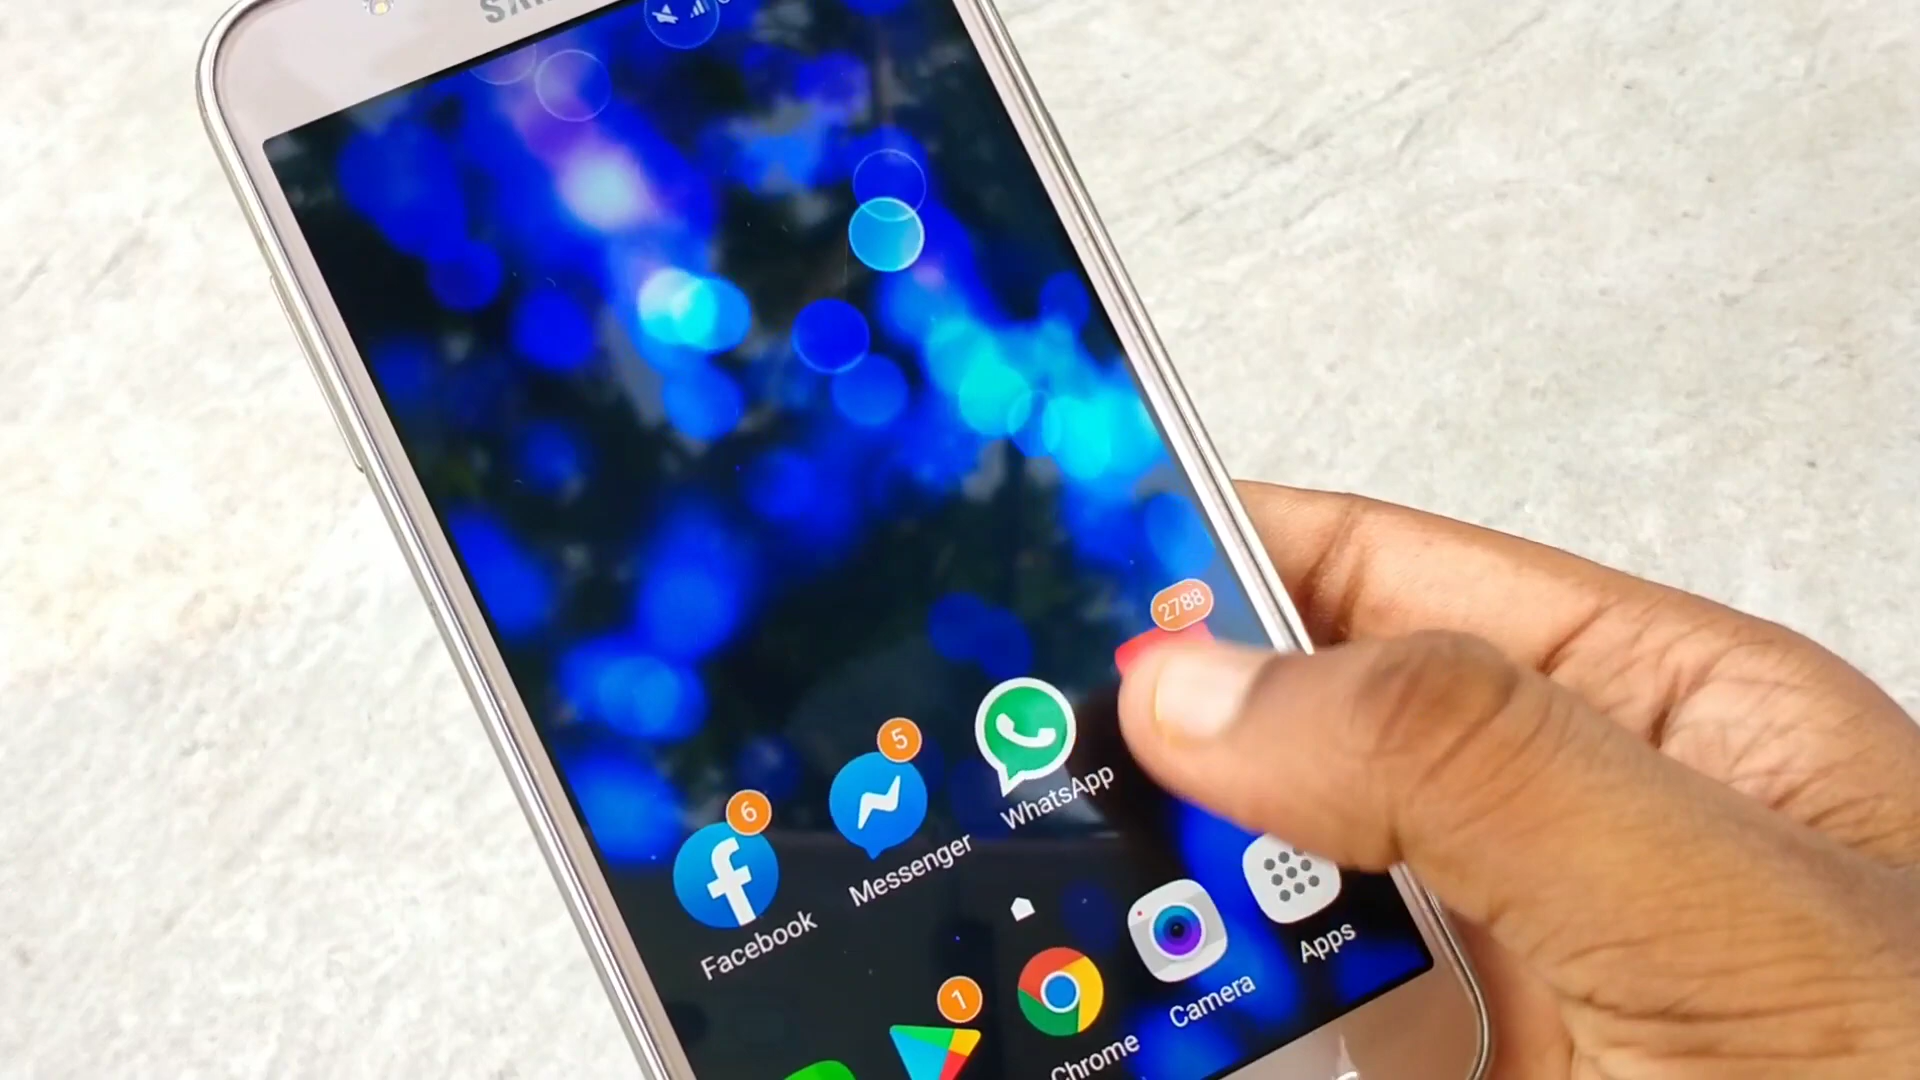 2788
5
6
WhatsApp
Messenger
Facebook
Apps
Camera
1
Chrome